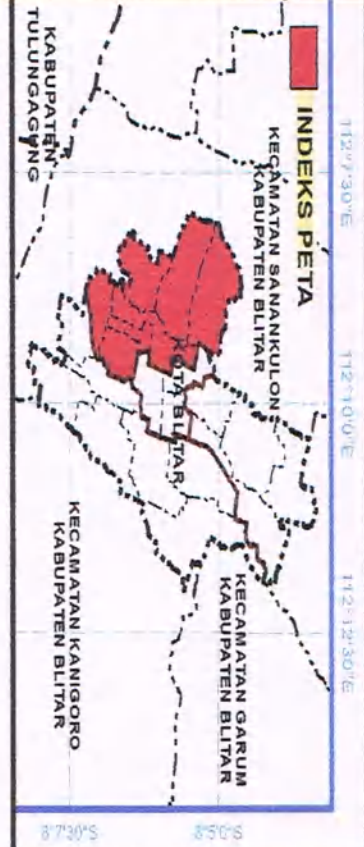 INDEKS PETA
112°7'30"E
112°10'0"E
112°12'30"E
KECAMATAN SANANKULON
KABUPATEN BLITAR
KABUPATEN
TULUNGAGUNG
KOTA BLITAR
KECAMATAN GARUM
KABUPATEN BLITAR
KECAMATAN KANIGORO
KABUPATEN BLITAR
8°5'0"S
8°7'30"S